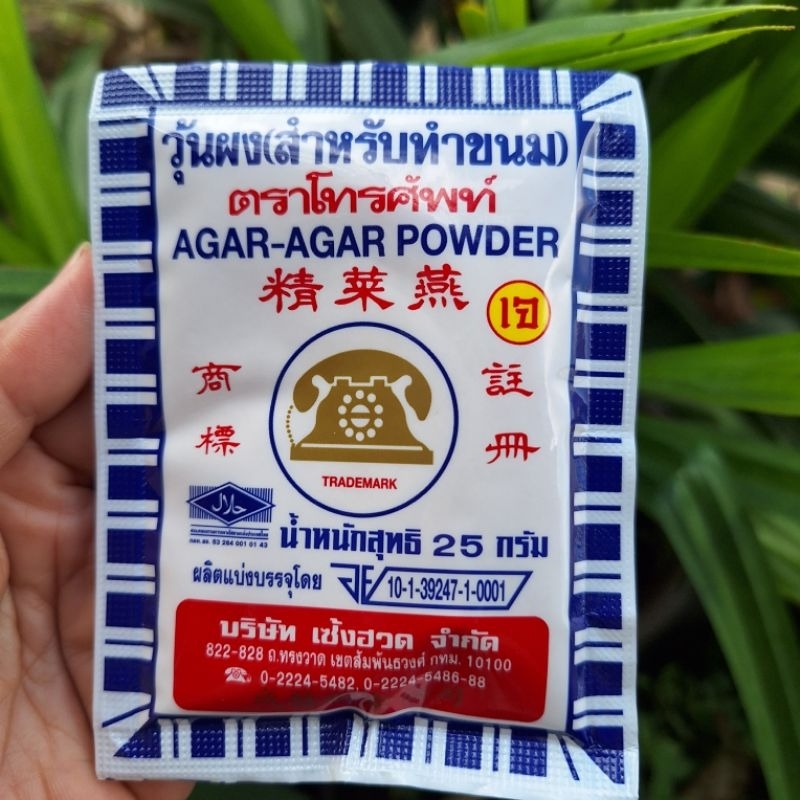 วุ้นผง(สำหรับทำขนม)
ตราโทรศัพท์
AGAR-AGAR POWDER
精菜燕
เจ
商標
註冊
TRADEMARK
حلال
น้ำหนักสุทธิ 25 กรัม
ผลิตแบ่งบรรจุโดย
10-1-39247-1-0001
บริษัท เซ้งฮวด จำกัด
822-828 ถ.ทรงวาด เขตสัมพันธวงศ์ กทม. 10100
0-2224-5482, 0-2224-5486-88